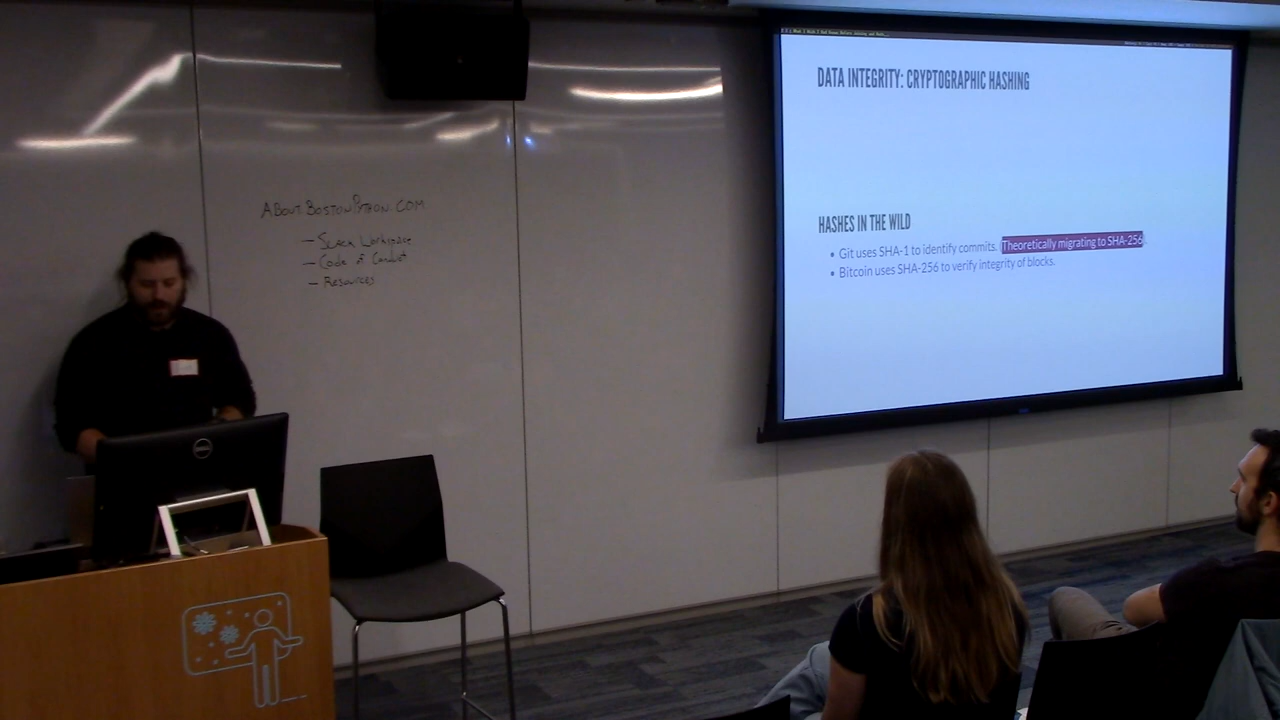 DATA INTEGRITY: CRYPTOGRAPHIC HASHING
HASHES IN THE WILD
• Git uses SHA-1 to identify commits. (Theoretically migrating to SHA-256)
• Bitcoin uses SHA-256 to verify integrity of blocks.
ABOUT.BOSTONPYTHON.COM
— SLACK WORKSPACE
— CODE OF CONDUCT
— RESOURCES
DELL